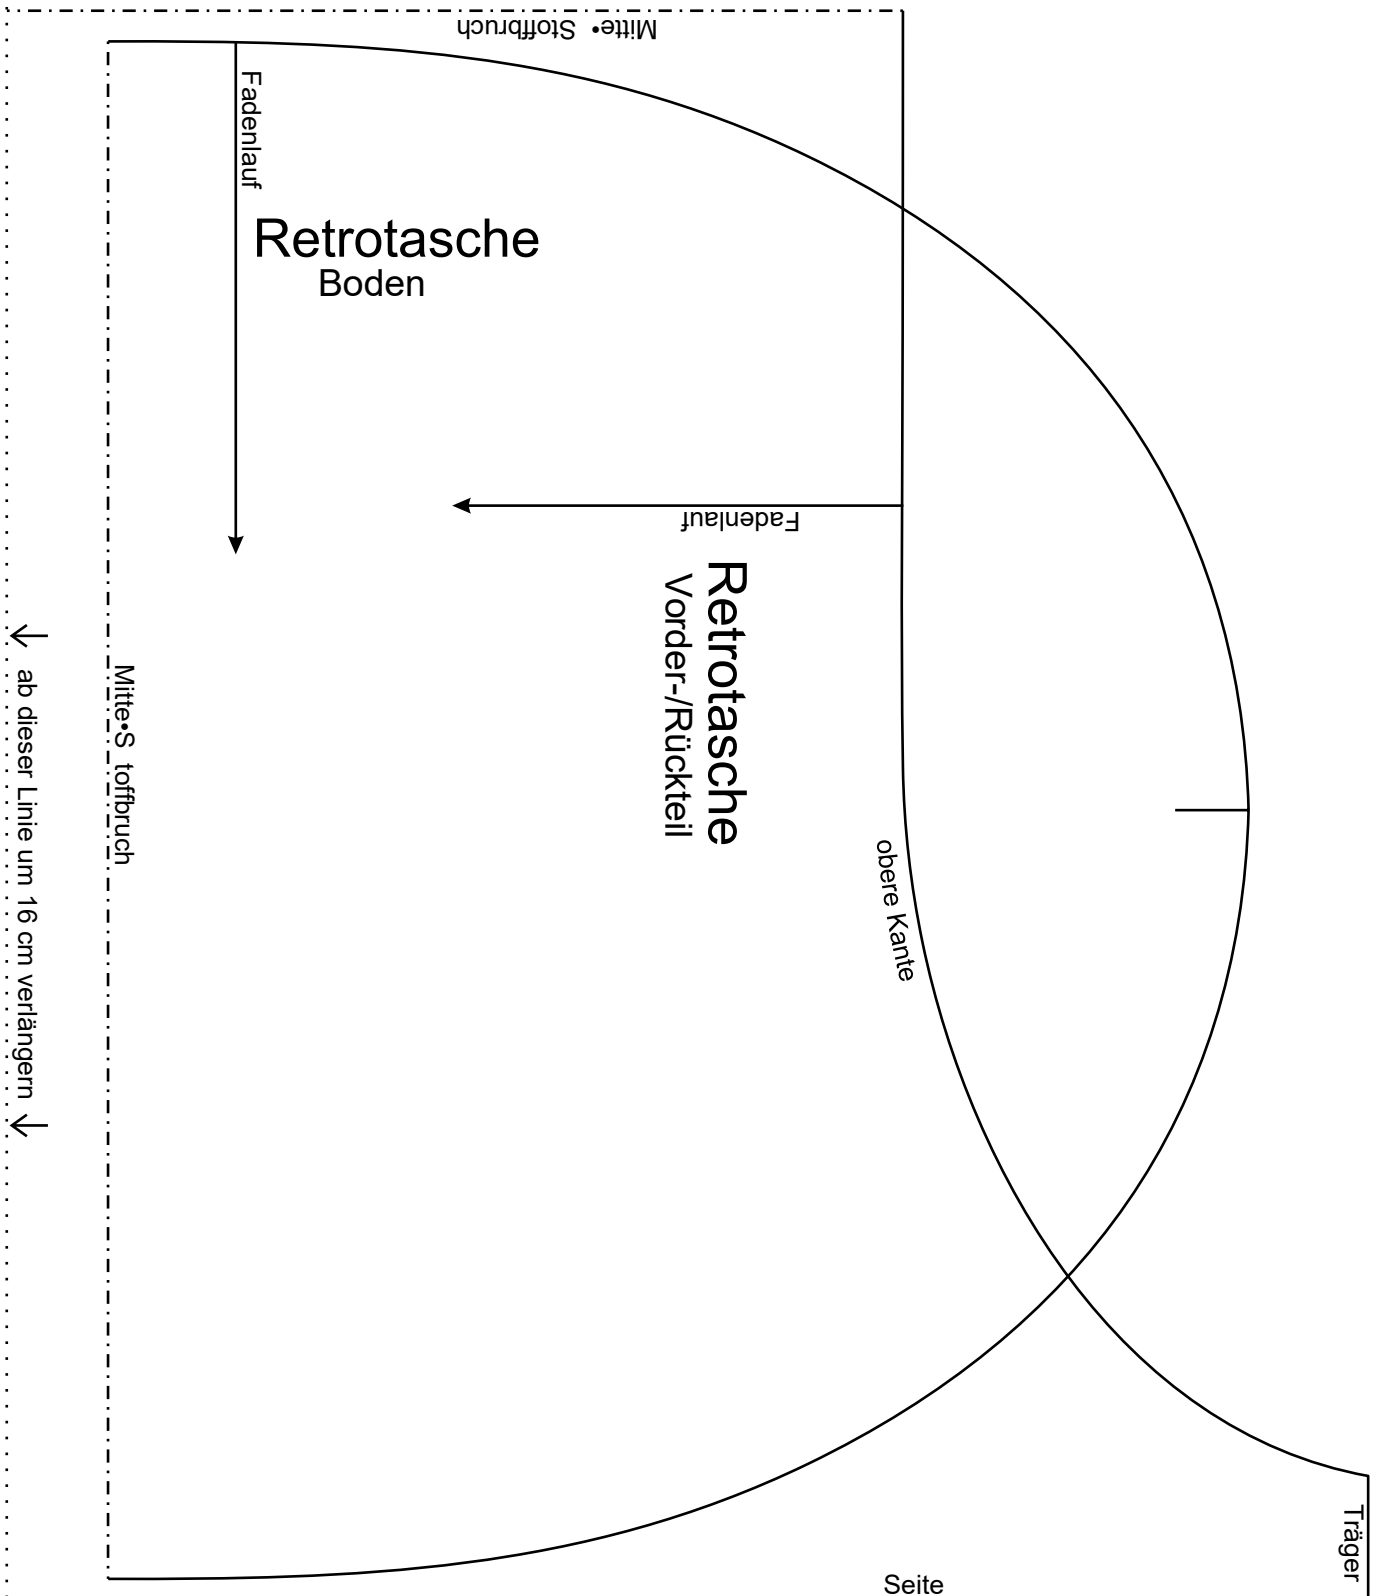 Mitte• Stoffbruch
Fadenlauf
Retrotasche
Boden
Fadenlauf
Retrotasche
Vorder-/Rückteil
Mitte•S toffbruch
ab dieser Linie um 16 cm verlängern
obere Kante
Träger
Seite